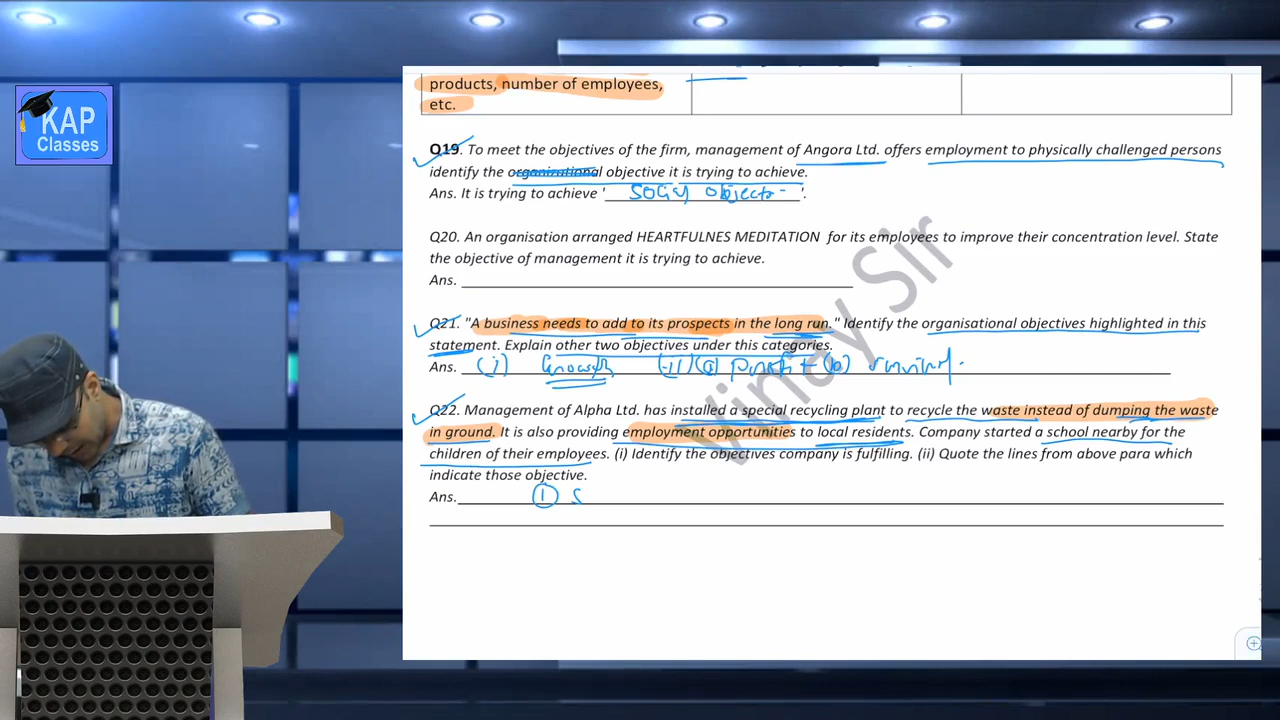 KAP
Classes
products, number of employees,
etc.
Q19. To meet the objectives of the firm, management of Angora Ltd. offers employment to physically challenged persons
identify the organizational objective it is trying to achieve.
Ans. It is trying to achieve ' Social Objects '.
Q20. An organisation arranged HEARTFULNES MEDITATION for its employees to improve their concentration level. State
the objective of management it is trying to achieve.
Ans.
Q21. "A business needs to add to its prospects in the long run." Identify the organisational objectives highlighted in this
statement. Explain other two objectives under this categories.
Ans. (i) Growth (ii) (a) Profit + (b) survival.
Q22. Management of Alpha Ltd. has installed a special recycling plant to recycle the waste instead of dumping the waste
in ground. It is also providing employment opportunities to local residents. Company started a school nearby for the
children of their employees. (i) Identify the objectives company is fulfilling. (ii) Quote the lines from above para which
indicate those objective.
Ans. (1) S
Vinay Sir